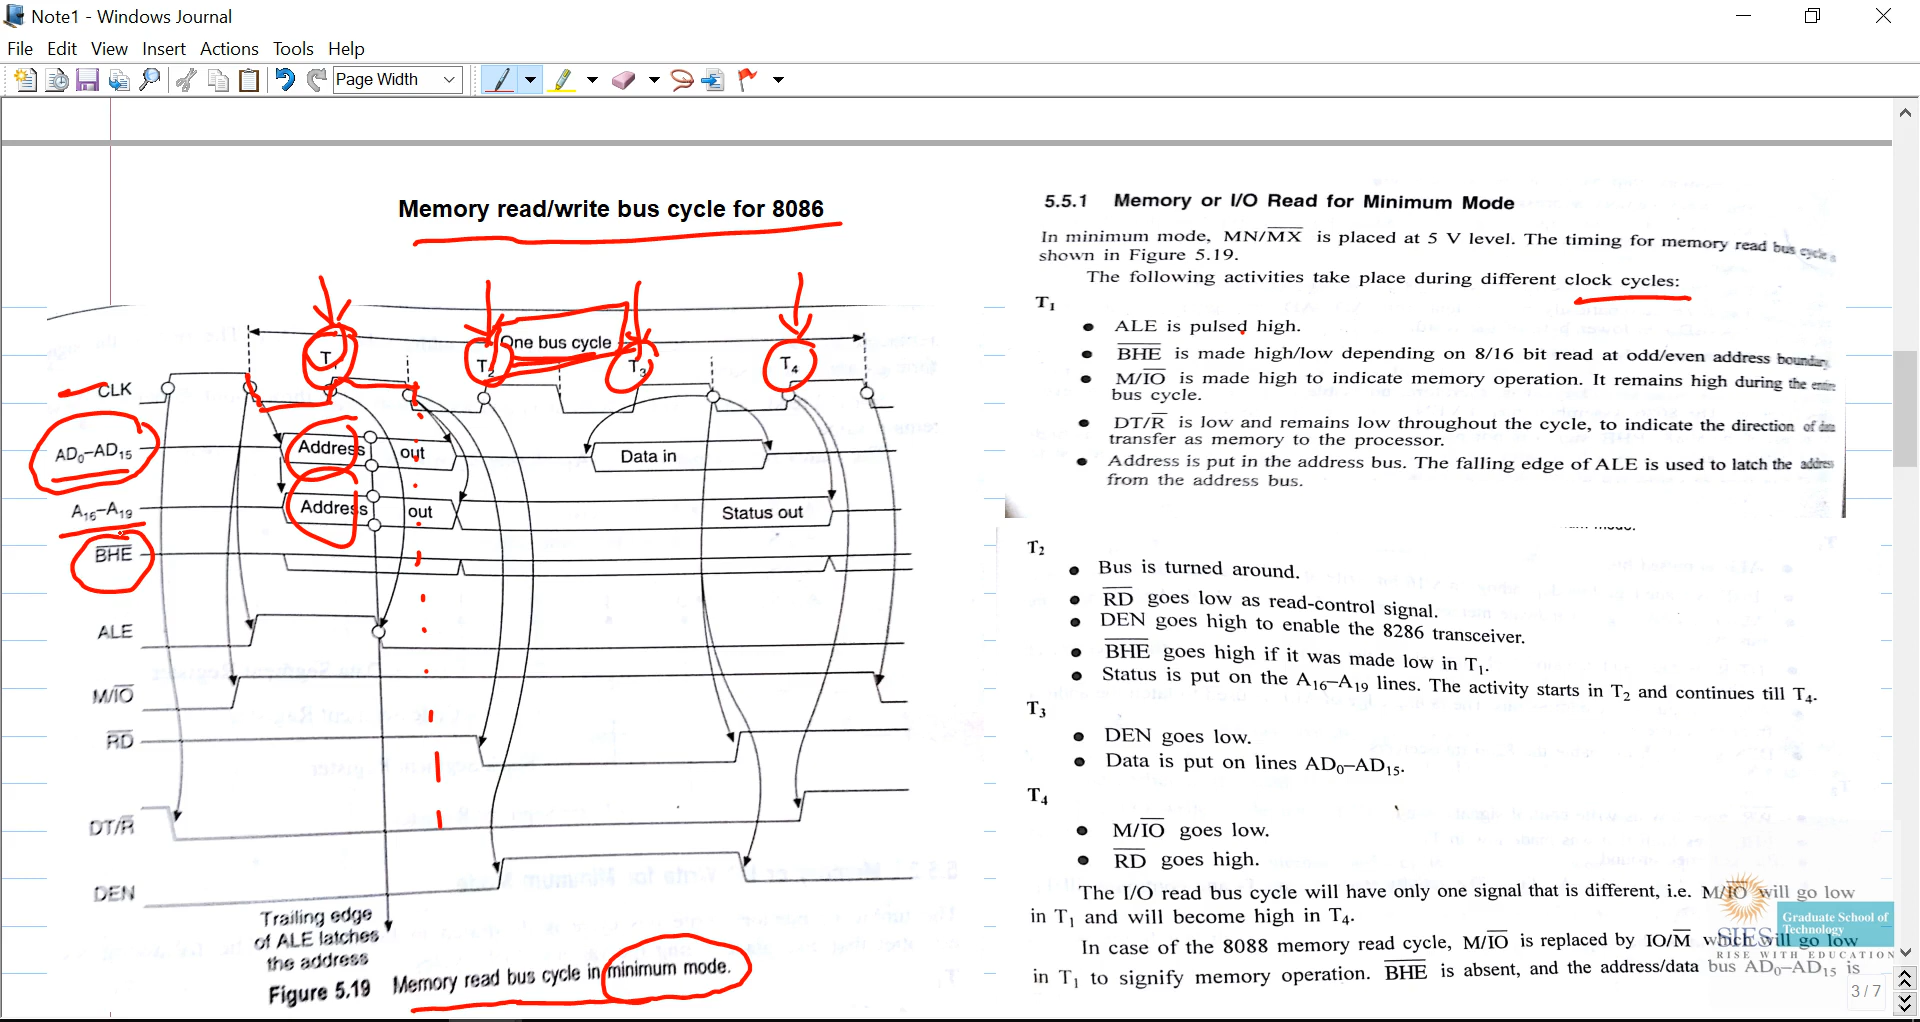 Note1 - Windows Journal
File Edit View Insert Actions Tools Help
Page Width
Memory read/write bus cycle for 8086
One bus cycle
T T2 T3 T4
CLK
AD0–AD15 Address out Data in
A16–A19 Address out Status out
BHE
ALE
M/IO
RD
DT/R
DEN
Trailing edge
of ALE latches
the address
Figure 5.19 Memory read bus cycle in minimum mode.
5.5.1 Memory or I/O Read for Minimum Mode
In minimum mode, MN/MX is placed at 5 V level. The timing for memory read bus cycle
shown in Figure 5.19.
The following activities take place during different clock cycles:
T1
● ALE is pulsed high.
● BHE is made high/low depending on 8/16 bit read at odd/even address boundary.
● M/IO is made high to indicate memory operation. It remains high during the entire
bus cycle.
● DT/R is low and remains low throughout the cycle, to indicate the direction of data
transfer as memory to the processor.
● Address is put in the address bus. The falling edge of ALE is used to latch the address
from the address bus.
T2
● Bus is turned around.
● RD goes low as read-control signal.
● DEN goes high to enable the 8286 transceiver.
● BHE goes high if it was made low in T1.
● Status is put on the A16–A19 lines. The activity starts in T2 and continues till T4.
T3
● DEN goes low.
● Data is put on lines AD0–AD15.
T4
● M/IO goes low.
● RD goes high.
The I/O read bus cycle will have only one signal that is different, i.e. M/IO will go low
in T1 and will become high in T4.
In case of the 8088 memory read cycle, M/IO is replaced by IO/M which will go low
in T1 to signify memory operation. BHE is absent, and the address/data bus AD0–AD15 is
SIES Graduate School of
Technology
RISE WITH EDUCATION
3 / 7